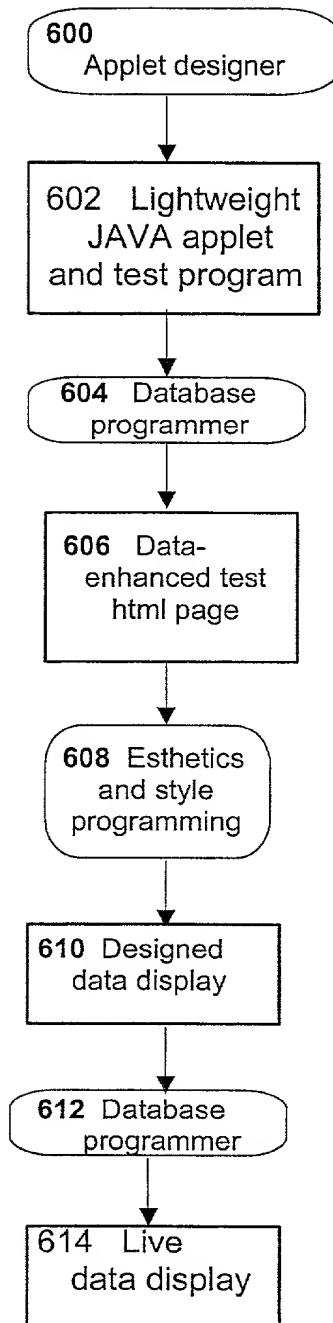 600
Applet designer
602 Lightweight
JAVA applet
and test program
604 Database
programmer
606 Data-
enhanced test
html page
608 Esthetics
and style
programming
610 Designed
data display
612 Database
programmer
614 Live
data display